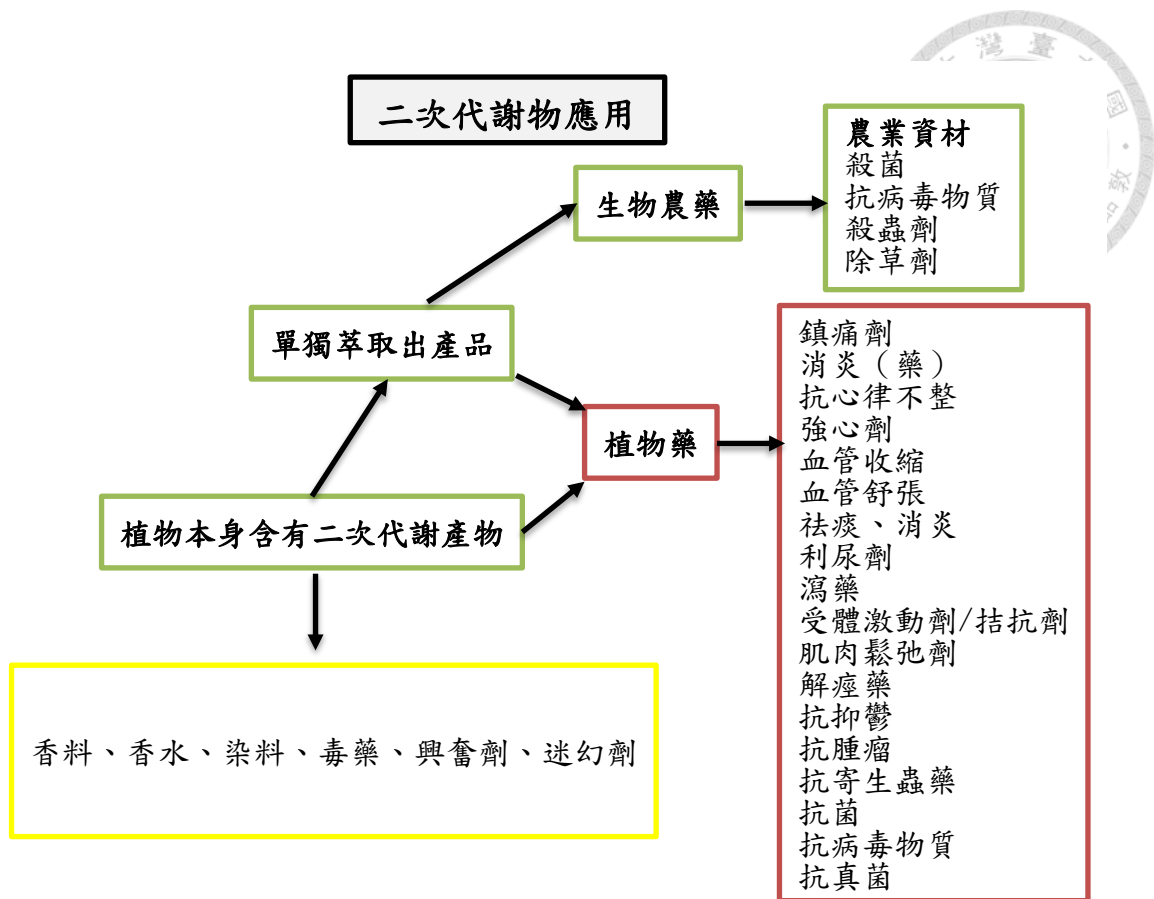 二次代謝物應用
農業資材
殺菌
抗病毒物質
殺蟲劑
除草劑
生物農藥
單獨萃取出產品
植物藥
植物本身含有二次代謝產物
鎮痛劑
消炎（藥）
抗心律不整
強心劑
血管收縮
血管舒張
祛痰、消炎
利尿劑
瀉藥
受體激動劑/拮抗劑
肌肉鬆弛劑
解痙藥
抗抑鬱
抗腫瘤
抗寄生蟲藥
抗菌
抗病毒物質
抗真菌
香料、香水、染料、毒藥、興奮劑、迷幻劑
灣臺
國
敦